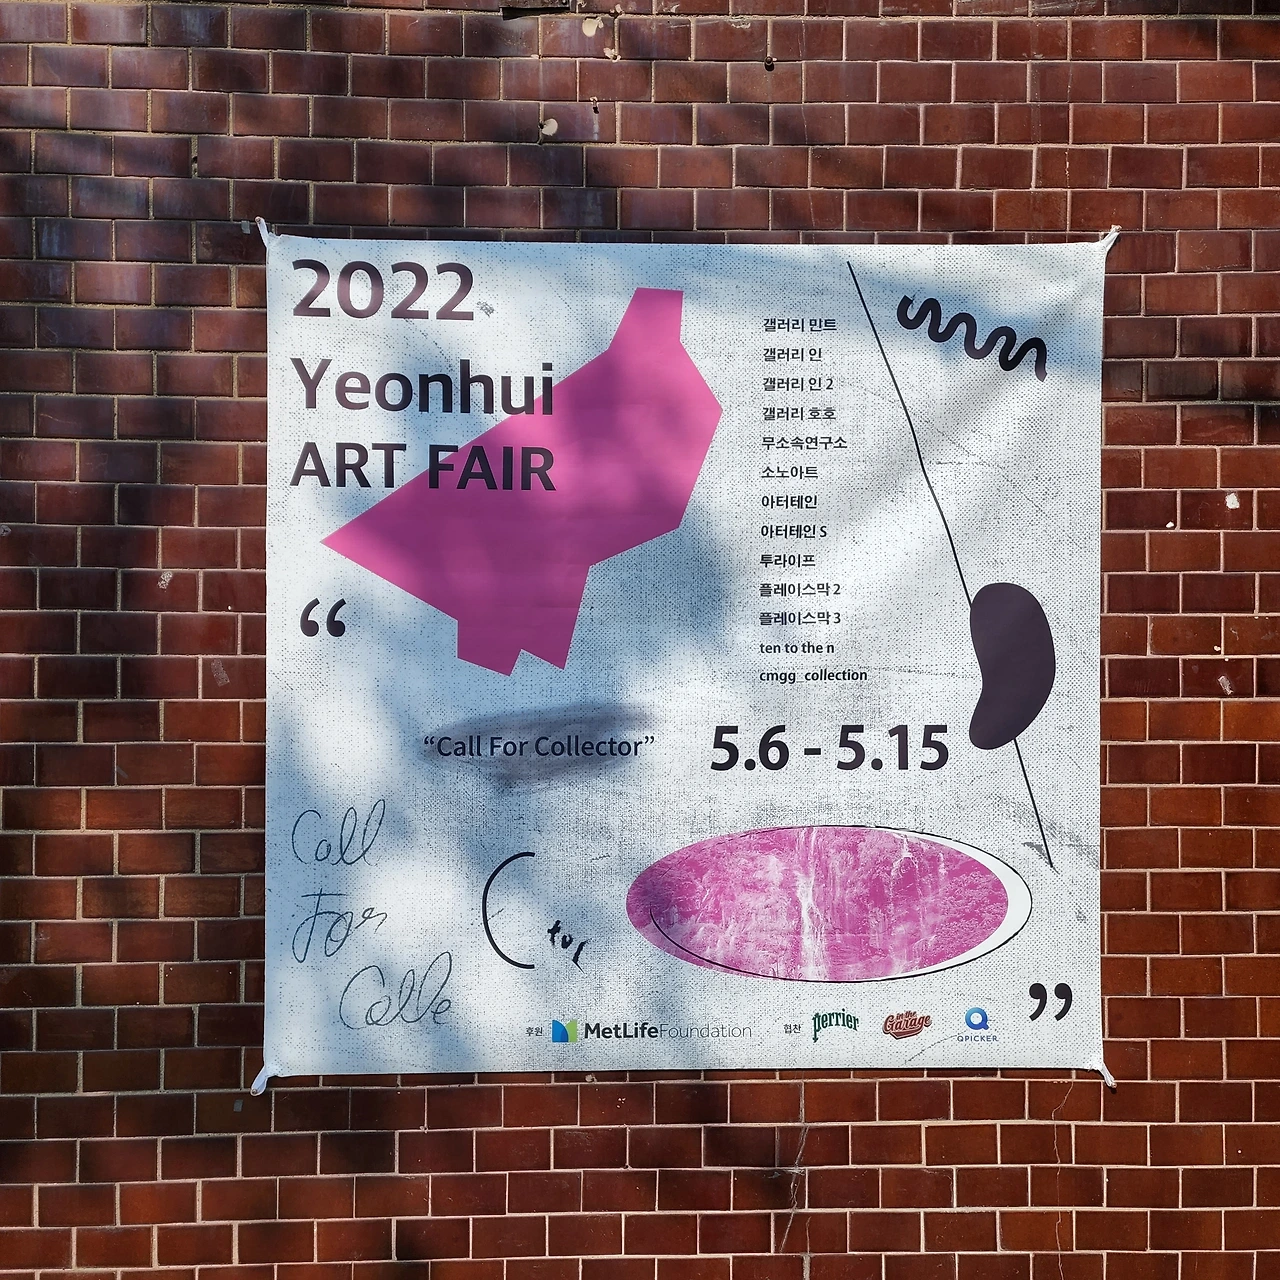 2022
Yeonhui
ART FAIR
“
갤러리 민트
갤러리 인
갤러리 인 2
갤러리 호호
무소속연구소
소노아트
아터테인
아터테인 S
투라이프
플레이스막 2
플레이스막 3
ten to the n
cmgg_collection
“Call For Collector”
5.6 - 5.15
Call
For
Colle
C tor
”
후원 MetLife Foundation
협찬 perrier in the Garage QPICKER